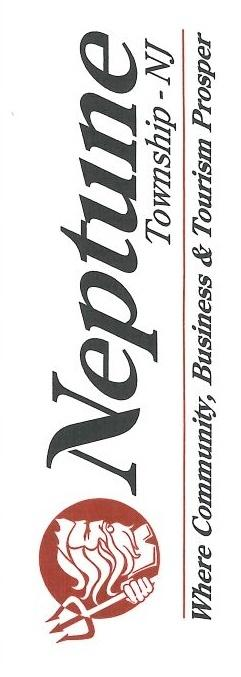 Neptune
Township - NJ
Where Community, Business & Tourism Prosper